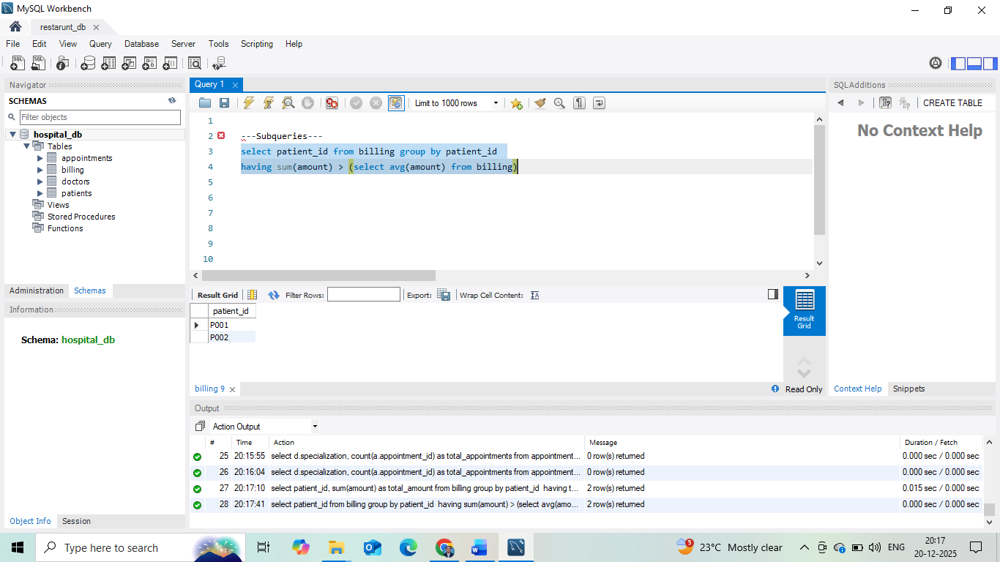 MySQL Workbench
restarunt_db
File Edit View Query Database Server Tools Scripting Help
Navigator
SCHEMAS
Filter objects
hospital_db
Tables
appointments
billing
doctors
patients
Views
Stored Procedures
Functions
Administration Schemas
Information
Schema: hospital_db
Object Info Session
Query 1
Limit to 1000 rows
1
2 ---Subqueries---
3 select patient_id from billing group by patient_id
4 having sum(amount) > (select avg(amount) from billing)
5
6
7
8
9
10
Result Grid Filter Rows: Export: Wrap Cell Content:
patient_id
P001
P002
Result Grid
billing 9
Read Only
SQLAdditions
CREATE TABLE
No Context Help
Context Help Snippets
Output
Action Output
# Time Action Message Duration / Fetch
25 20:15:55 select d.specialization, count(a.appointment_id) as total_appointments from appointment... 0 row(s) returned 0.000 sec / 0.000 sec
26 20:16:04 select d.specialization, count(a.appointment_id) as total_appointments from appointment... 0 row(s) returned 0.000 sec / 0.000 sec
27 20:17:10 select patient_id, sum(amount) as total_amount from billing group by patient_id having t... 2 row(s) returned 0.015 sec / 0.000 sec
28 20:17:41 select patient_id from billing group by patient_id having sum(amount) > (select avg(amo... 2 row(s) returned 0.000 sec / 0.000 sec
Type here to search
5
23°C Mostly clear
ENG
20:17
20-12-2025